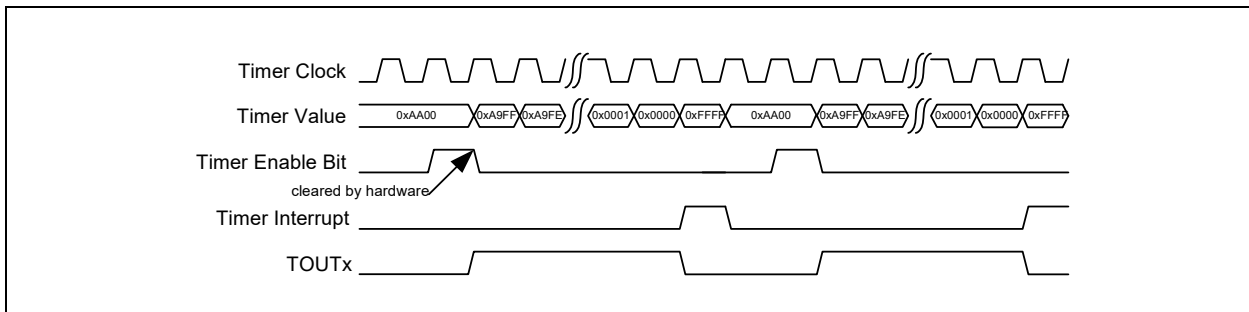 Timer Clock
Timer Value 0xAA00 0xA9FF 0xA9FE 0x0001 0x0000 0xFFFF 0xAA00 0xA9FF 0xA9FE 0x0001 0x0000 0xFFFF
Timer Enable Bit
cleared by hardware
Timer Interrupt
TOUTx